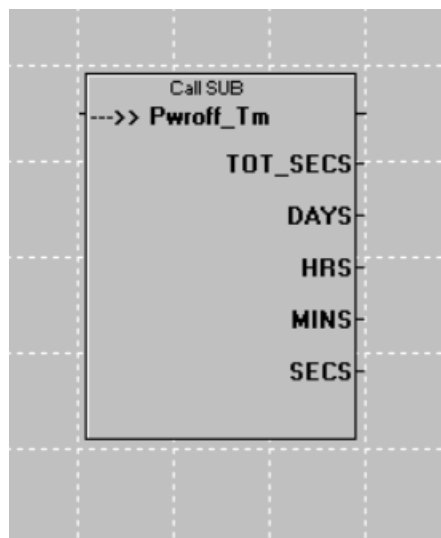 Call SUB
--->> Pwroff_Tm
TOT_SECS
DAYS
HRS
MINS
SECS